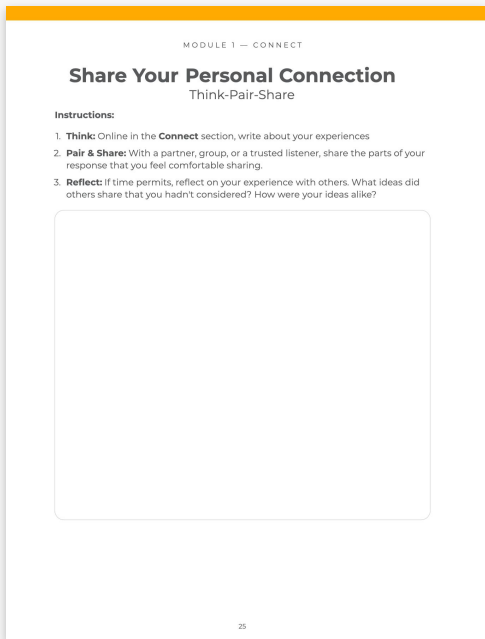 MODULE 1 — CONNECT
Share Your Personal Connection
Think-Pair-Share
Instructions:
1. Think: Online in the Connect section, write about your experiences
2. Pair & Share: With a partner, group, or a trusted listener, share the parts of your
response that you feel comfortable sharing.
3. Reflect: If time permits, reflect on your experience with others. What ideas did
others share that you hadn't considered? How were your ideas alike?
25